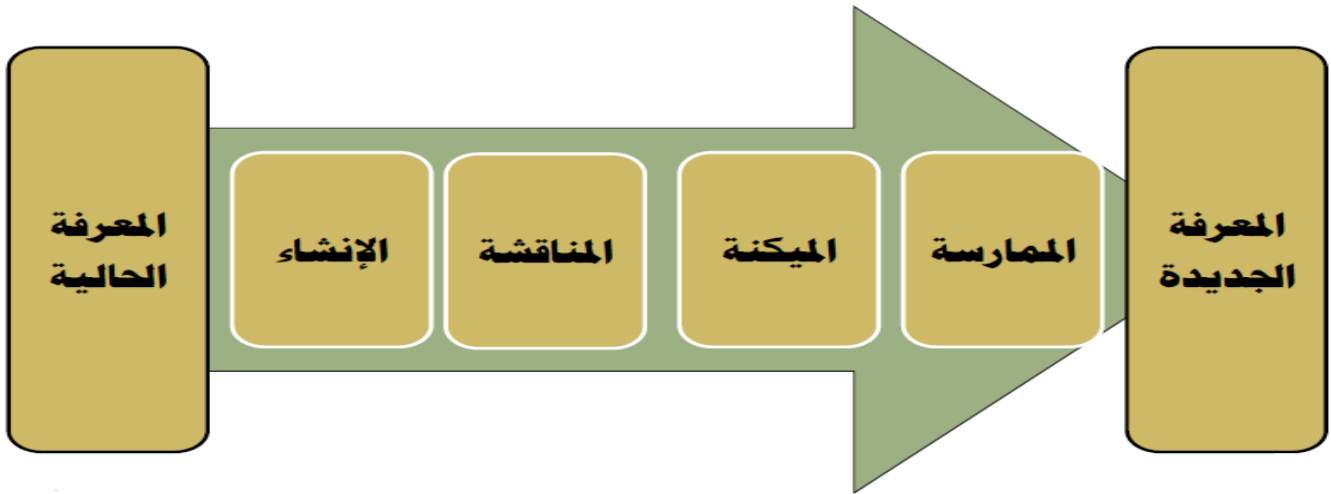 المعرفة
الحالية
الإنشاء
المناقشة
الميكنة
الممارسة
المعرفة
الجديدة